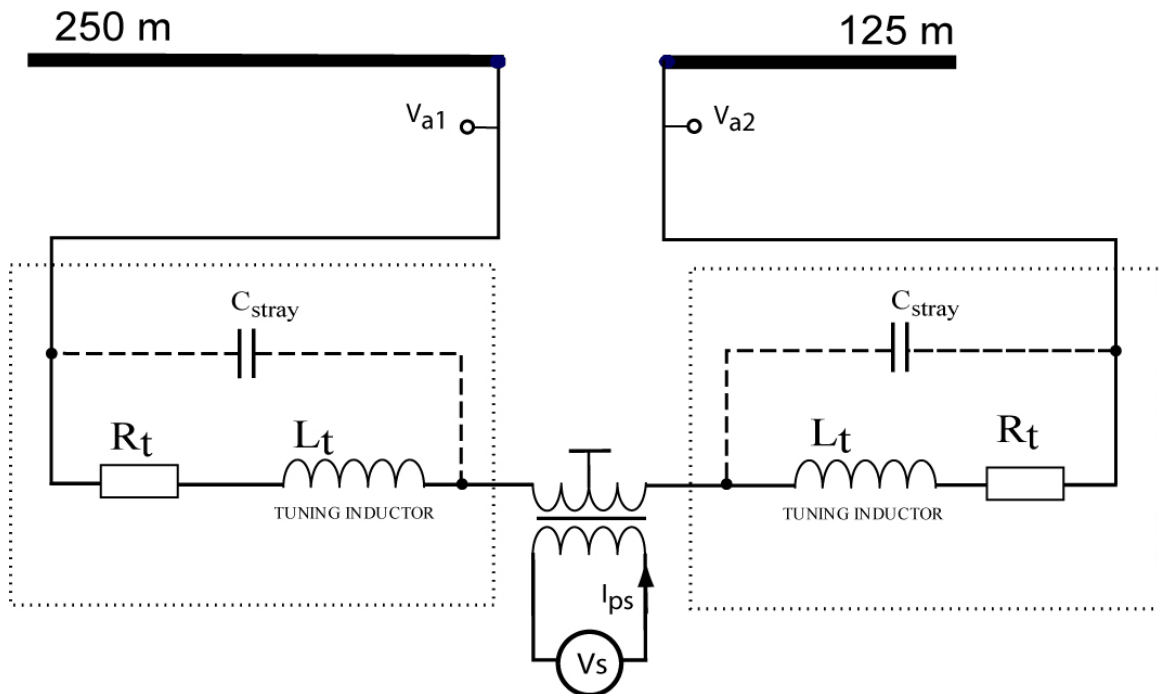 250 m
125 m
Va1
Va2
Cstray
Cstray
Rt
Lt
Lt
Rt
TUNING INDUCTOR
TUNING INDUCTOR
Ips
Vs